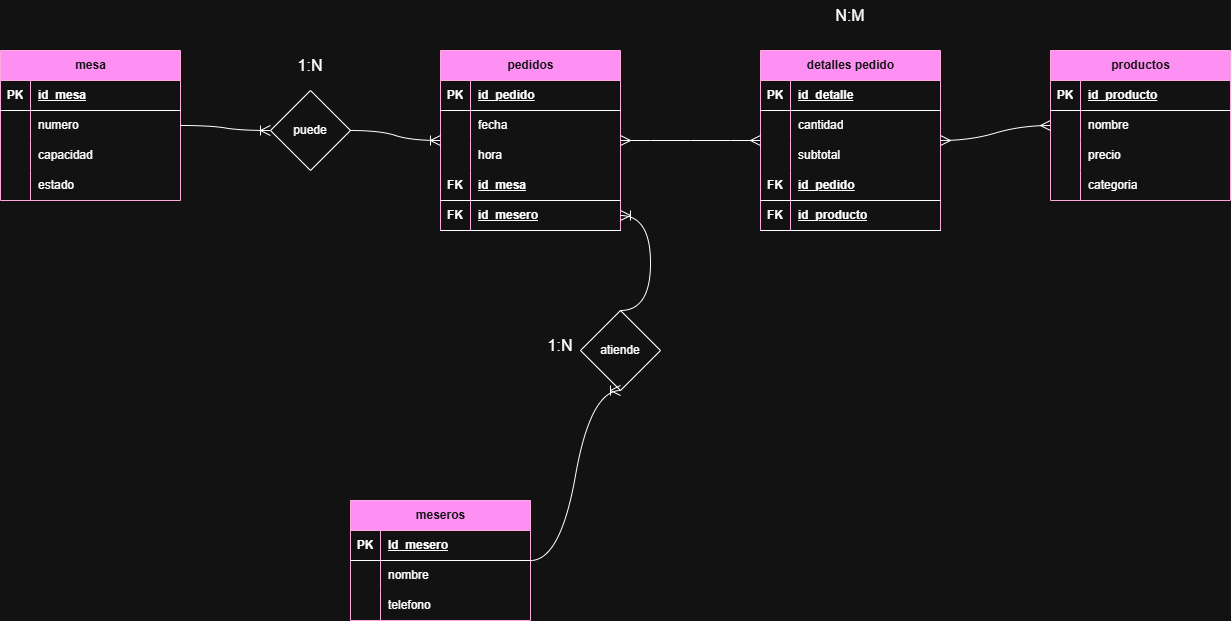 N:M
mesa
PK id_mesa
numero
capacidad
estado
1:N
puede
pedidos
PK id_pedido
fecha
hora
FK id_mesa
FK id_mesero
detalles pedido
PK id_detalle
cantidad
subtotal
FK id_pedido
FK id_producto
productos
PK id_producto
nombre
precio
categoria
1:N
atiende
meseros
PK Id_mesero
nombre
telefono